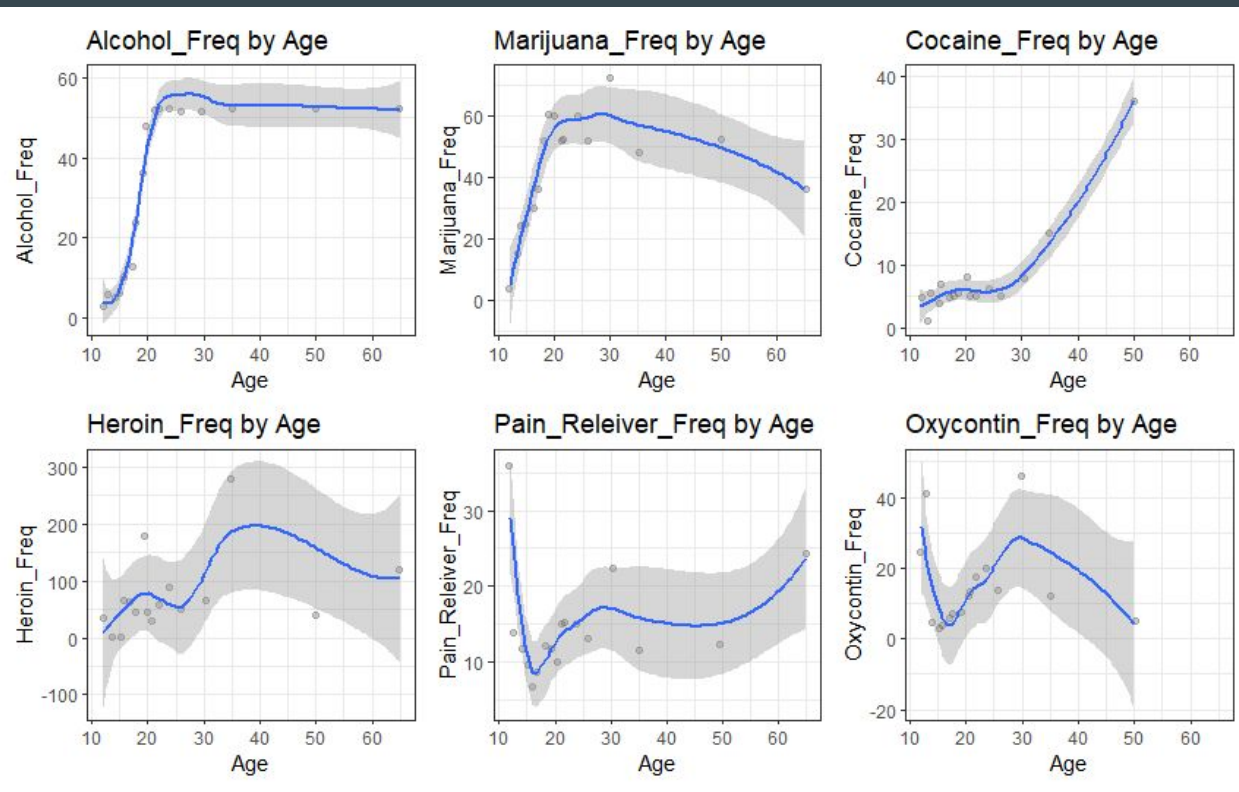 Alcohol_Freq by Age
Alcohol_Freq
60
40
20
0
10 20 30 40 50 60
Age
Marijuana_Freq by Age
Marijuana_Freq
60
40
20
0
10 20 30 40 50 60
Age
Cocaine_Freq by Age
Cocaine_Freq
40
30
20
10
0
10 20 30 40 50 60
Age
Heroin_Freq by Age
Heroin_Freq
300
200
100
0
-100
10 20 30 40 50 60
Age
Pain_Releiver_Freq by Age
Pain_Releiver_Freq
30
20
10
10 20 30 40 50 60
Age
Oxycontin_Freq by Age
Oxycontin_Freq
40
20
0
-20
10 20 30 40 50 60
Age